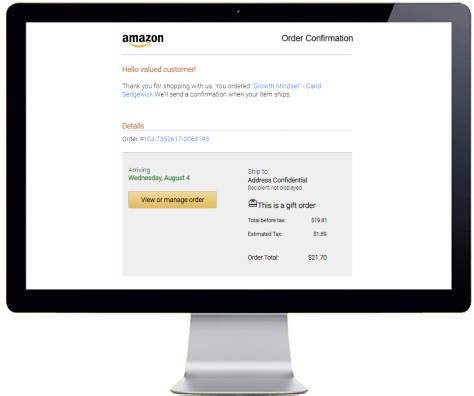 amazon Order Confirmation
Hello valued customer!
Thank you for shopping with us. You ordered "Growth Mindset" - Carol
Sedgewick We'll send a confirmation when your item ships.
Details
Order #104-7352617-0064193
Arriving
Wednesday, August 4
View or manage order
Ship to:
Address Confidential
Recipient not displayed.
This is a gift order
Total before tax: $19.81
Estimated Tax: $1.89
Order Total: $21.70